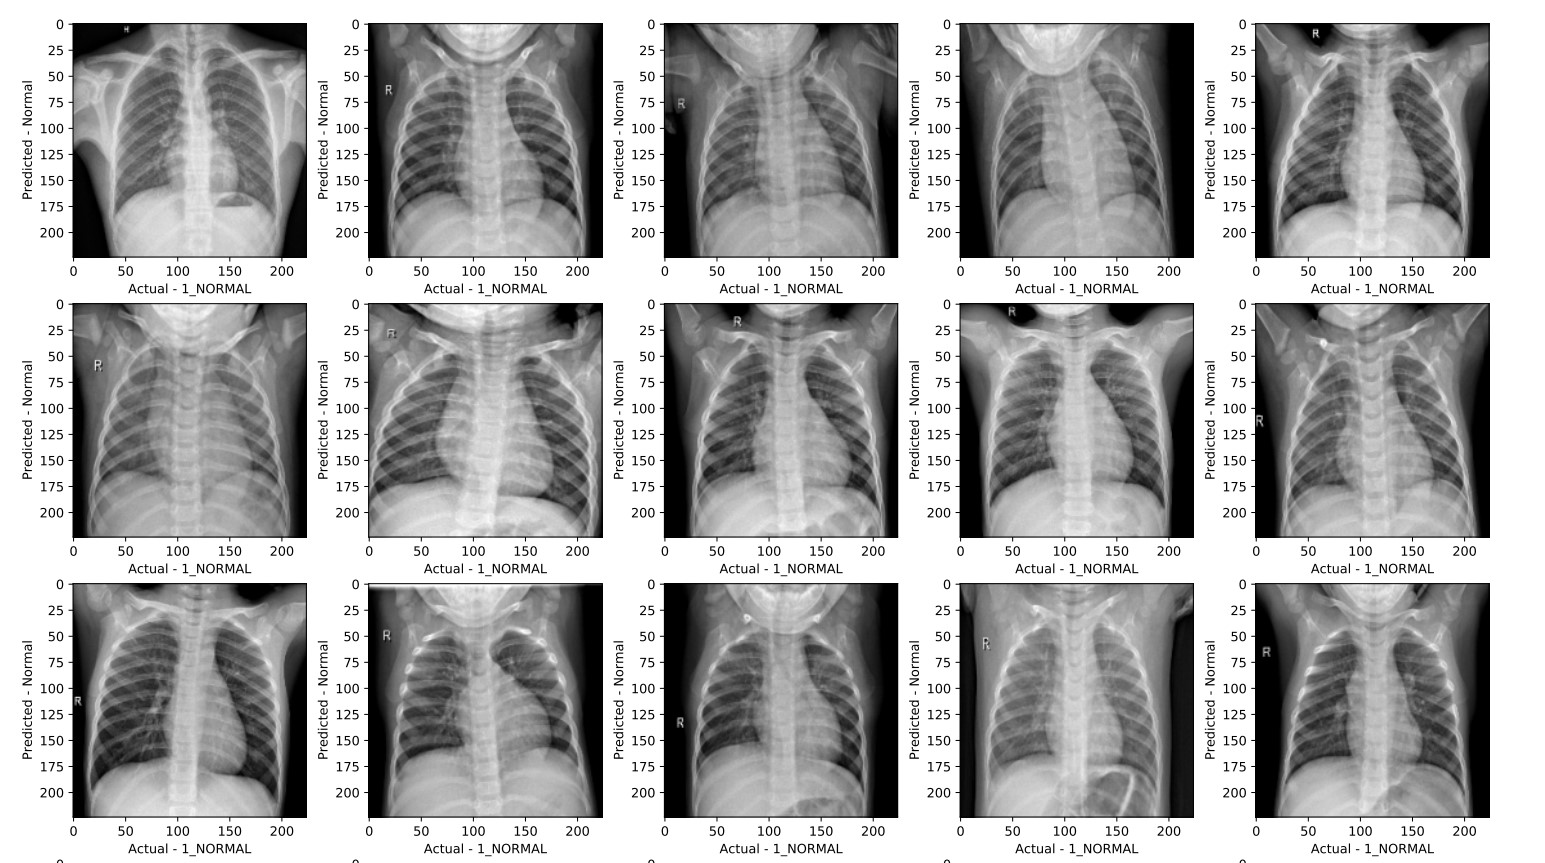 0 0 0 0 0
R
25 25 25 25 25
50 50 50 50 50
75 75 75 75 75
R
R
100 100 100 100 100
Predicted - Normal Predicted - Normal Predicted - Normal Predicted - Normal Predicted - Normal
125 125 125 125 125
150 150 150 150 150
175 175 175 175 175
200 200 200 200 200
0 50 100 150 200 0 50 100 150 200 0 50 100 150 200 0 50 100 150 200 0 50 100 150 200
Actual - 1_NORMAL Actual - 1_NORMAL Actual - 1_NORMAL Actual - 1_NORMAL Actual - 1_NORMAL
0 0 0 0 0
R R
25 25 25 25 25
R
50 50 50 50 50
R
75 75 75 75 75
100 100 100 100 100
R
Predicted - Normal Predicted - Normal Predicted - Normal Predicted - Normal Predicted - Normal
125 125 125 125 125
150 150 150 150 150
175 175 175 175 175
200 200 200 200 200
0 50 100 150 200 0 50 100 150 200 0 50 100 150 200 0 50 100 150 200 0 50 100 150 200
Actual - 1_NORMAL Actual - 1_NORMAL Actual - 1_NORMAL Actual - 1_NORMAL Actual - 1_NORMAL
0 0 0 0 0
25 25 25 25 25
50 50 50 50 50
R R R
75 75 75 75 75
100 100 100 100 100
R R
Predicted - Normal Predicted - Normal Predicted - Normal Predicted - Normal Predicted - Normal
125 125 125 125 125
150 150 150 150 150
175 175 175 175 175
200 200 200 200 200
0 50 100 150 200 0 50 100 150 200 0 50 100 150 200 0 50 100 150 200 0 50 100 150 200
Actual - 1_NORMAL Actual - 1_NORMAL Actual - 1_NORMAL Actual - 1_NORMAL Actual - 1_NORMAL